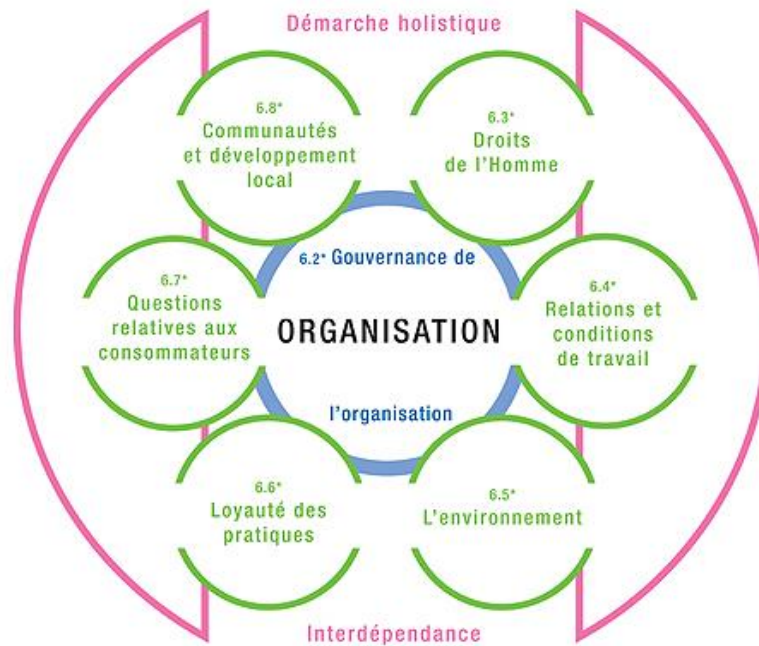 Démarche holistique
6.8*
Communautés
et développement
local
6.3*
Droits
de l'Homme
6.2* Gouvernance de
6.7*
Questions
relatives aux
consommateurs
ORGANISATION
6.4*
Relations et
conditions
de travail
l'organisation
6.6*
Loyauté des
pratiques
6.5*
L'environnement
Interdépendance